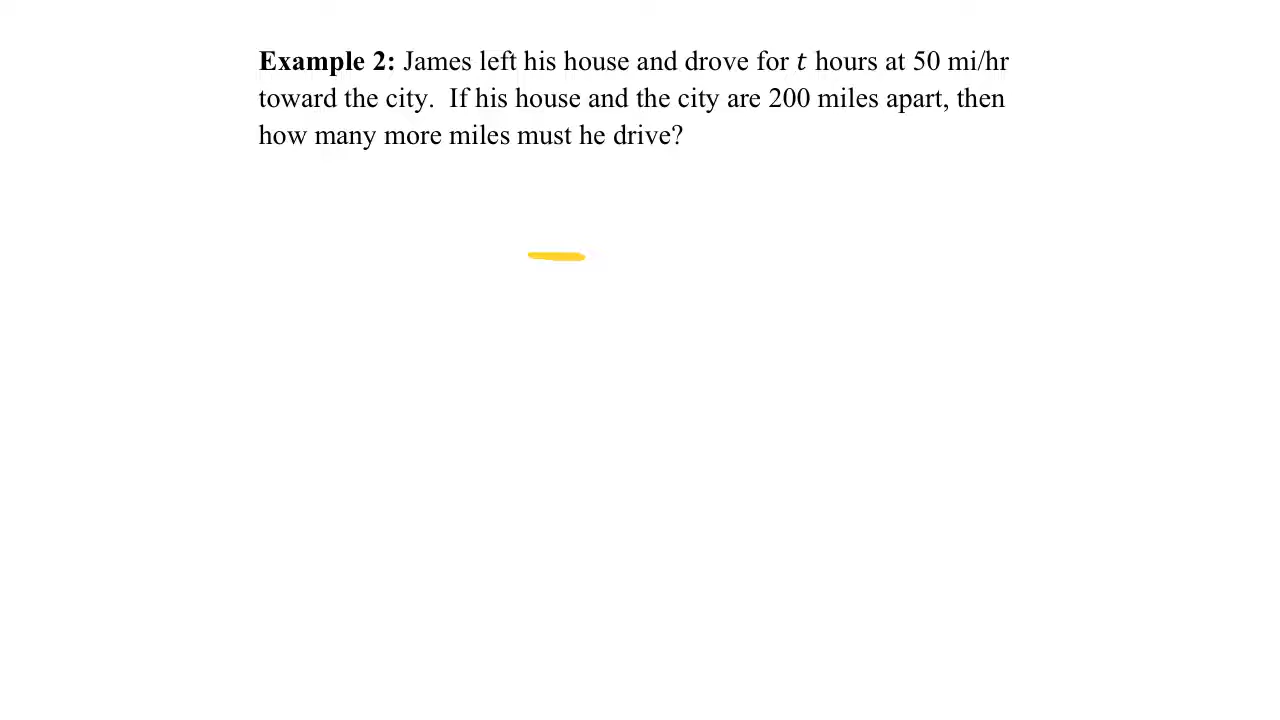 Example 2: James left his house and drove for t hours at 50 mi/hr
toward the city.  If his house and the city are 200 miles apart, then
how many more miles must he drive?